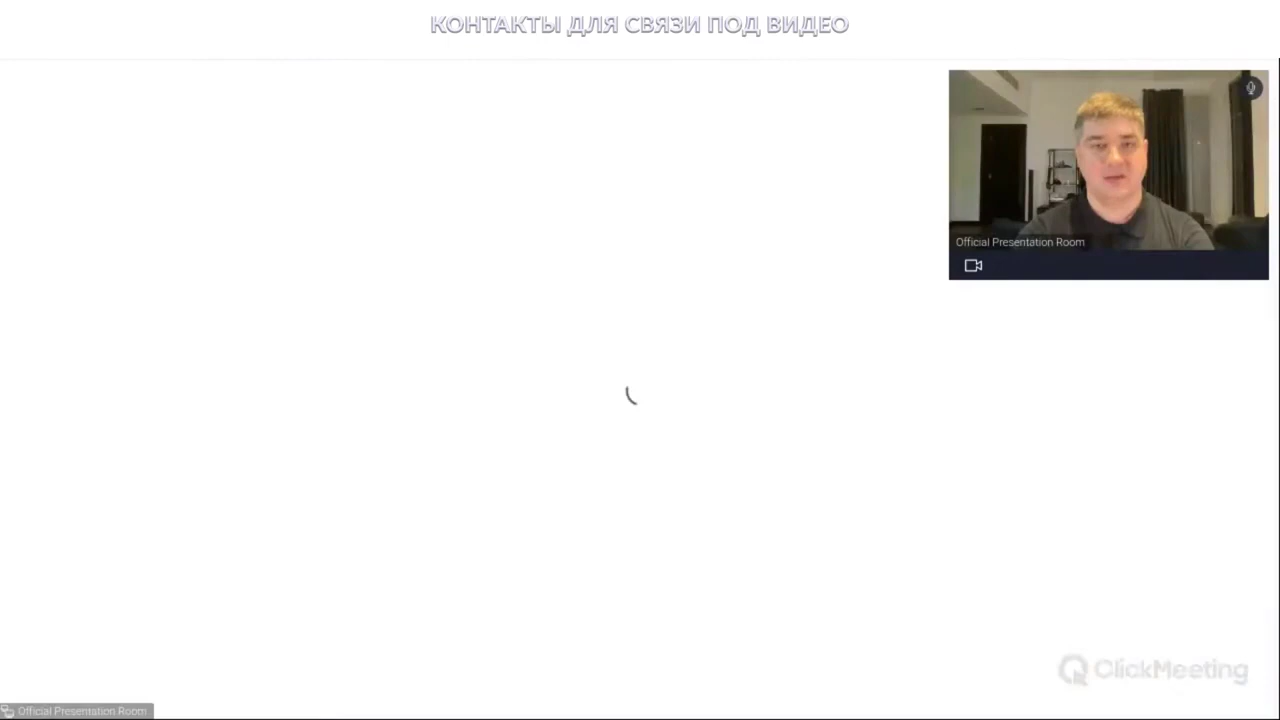 КОНТАКТЫ ДЛЯ СВЯЗИ ПОД ВИДЕО
Official Presentation Room
ClickMeeting
Official Presentation Room